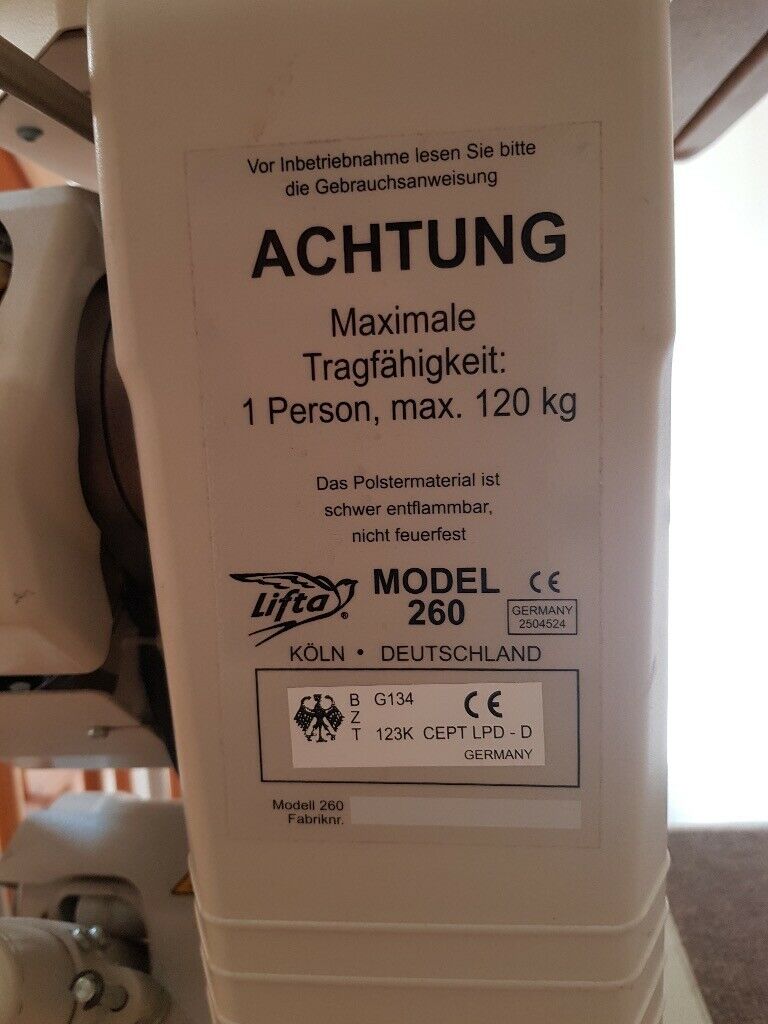 Vor Inbetriebnahme lesen Sie bitte
die Gebrauchsanweisung
ACHTUNG
Maximale
Tragfähigkeit:
1 Person, max. 120 kg
Das Polstermaterial ist
schwer entflammbar,
nicht feuerfest
Lifta ®
MODEL
260
CE
GERMANY
2504524
KÖLN • DEUTSCHLAND
B G134 CE
Z
T 123K CEPT LPD - D
GERMANY
Modell 260
Fabriknr.